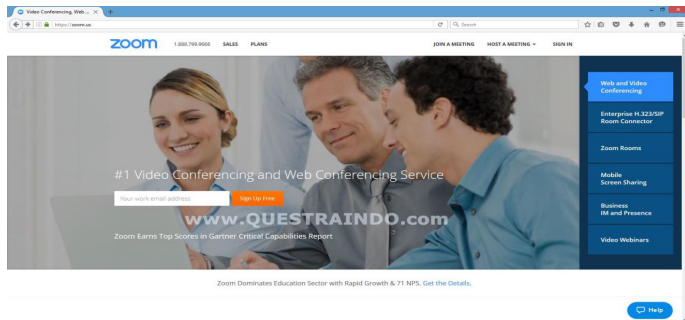 Video Conferencing, Web ...
https://zoom.us
Search
zoom
1.888.799.9666
SALES
PLANS
JOIN A MEETING
HOST A MEETING
SIGN IN
#1 Video Conferencing and Web Conferencing Service
Your work email address
Sign Up Free
www.QUESTRAINDO.com
Zoom Earns Top Scores in Gartner Critical Capabilities Report
Web and Video
Conferencing
Enterprise H.323/SIP
Room Connector
Zoom Rooms
Mobile
Screen Sharing
Business
IM and Presence
Video Webinars
Zoom Dominates Education Sector with Rapid Growth & 71 NPS. Get the Details.
Help